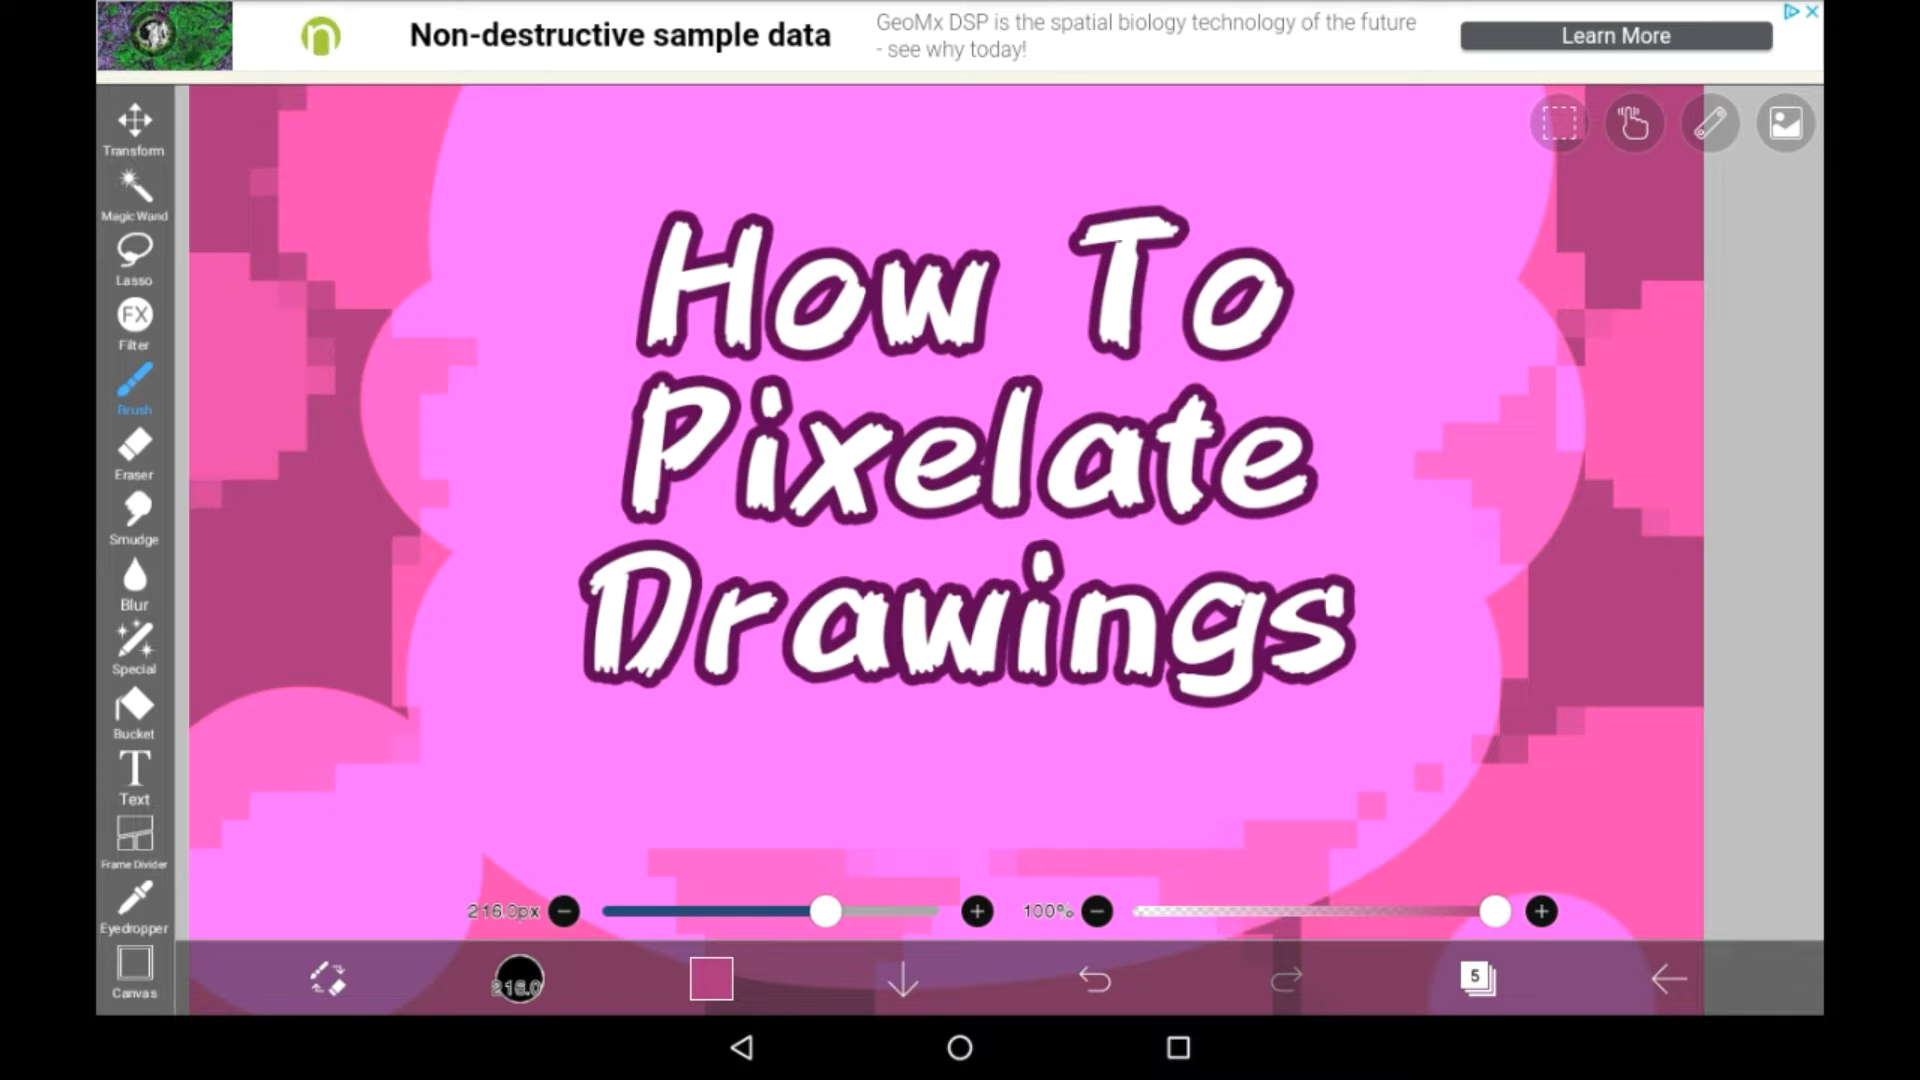 n
Non-destructive sample data
GeoMx DSP is the spatial biology technology of the future
- see why today!
Learn More
Transform
Magic Wand
Lasso
FX
Filter
Brush
Eraser
Smudge
Blur
Special
Bucket
T
Text
Frame Divider
Eyedropper
Canvas
How To
Pixelate
Drawings
216.0px
100%
216.0
5